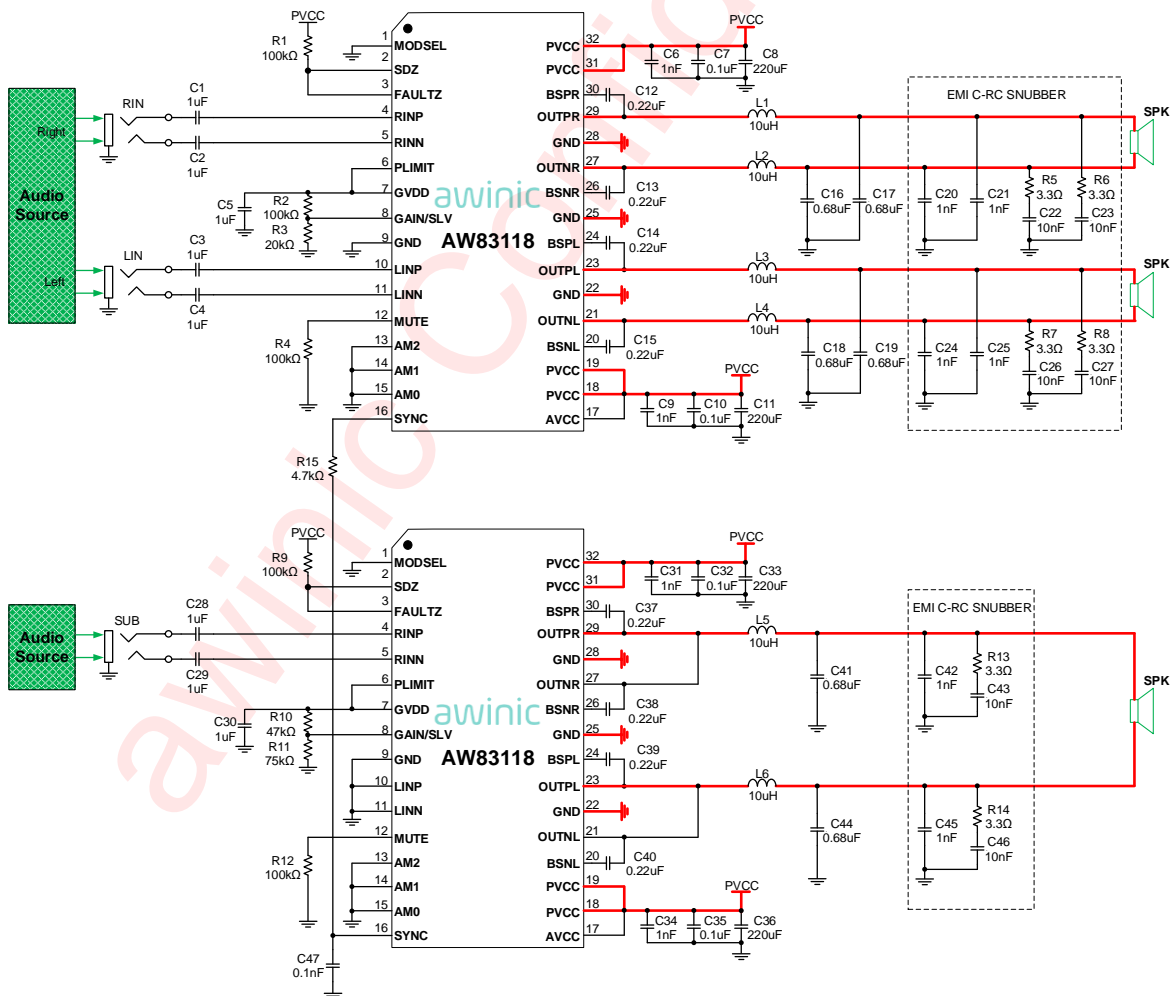 PVCC
R1
100kΩ
1
MODSEL
2
SDZ
3
FAULTZ
4
RINP
5
RINN
6
PLIMIT
7
GVDD
8
GAIN/SLV
9
GND
10
LINP
11
LINN
12
MUTE
13
AM2
14
AM1
15
AM0
16
SYNC
awinic
AW83118
32
PVCC
31
PVCC
30
BSPR
29
OUTPR
28
GND
27
OUTNR
26
BSNR
25
GND
24
BSPL
23
OUTPL
22
GND
21
OUTNL
20
BSNL
19
PVCC
18
PVCC
17
AVCC
Audio
Source
Right
Left
RIN
C1
1uF
C2
1uF
C5
1uF
R2
100kΩ
R3
20kΩ
LIN
C3
1uF
C4
1uF
R4
100kΩ
PVCC
C6
1nF
C7
0.1uF
C8
220uF
C12
0.22uF
C13
0.22uF
C14
0.22uF
C15
0.22uF
L1
10uH
L2
10uH
L3
10uH
L4
10uH
C16
0.68uF
C17
0.68uF
C18
0.68uF
C19
0.68uF
EMI C-RC SNUBBER
C20
1nF
C21
1nF
R5
3.3Ω
C22
10nF
R6
3.3Ω
C23
10nF
C24
1nF
C25
1nF
R7
3.3Ω
C26
10nF
R8
3.3Ω
C27
10nF
SPK
SPK
PVCC
C9
1nF
C10
0.1uF
C11
220uF
R15
4.7kΩ
PVCC
R9
100kΩ
1
MODSEL
2
SDZ
3
FAULTZ
4
RINP
5
RINN
6
PLIMIT
7
GVDD
8
GAIN/SLV
9
GND
10
LINP
11
LINN
12
MUTE
13
AM2
14
AM1
15
AM0
16
SYNC
awinic
AW83118
32
PVCC
31
PVCC
30
BSPR
29
OUTPR
28
GND
27
OUTNR
26
BSNR
25
GND
24
BSPL
23
OUTPL
22
GND
21
OUTNL
20
BSNL
19
PVCC
18
PVCC
17
AVCC
Audio
Source
SUB
C28
1uF
C29
1uF
C30
1uF
R10
47kΩ
R11
75kΩ
R12
100kΩ
C47
0.1nF
PVCC
C31
1nF
C32
0.1uF
C33
220uF
C37
0.22uF
C38
0.22uF
C39
0.22uF
C40
0.22uF
L5
10uH
L6
10uH
C41
0.68uF
C44
0.68uF
EMI C-RC SNUBBER
C42
1nF
R13
3.3Ω
C43
10nF
C45
1nF
R14
3.3Ω
C46
10nF
SPK
PVCC
C34
1nF
C35
0.1uF
C36
220uF
awinic Confid